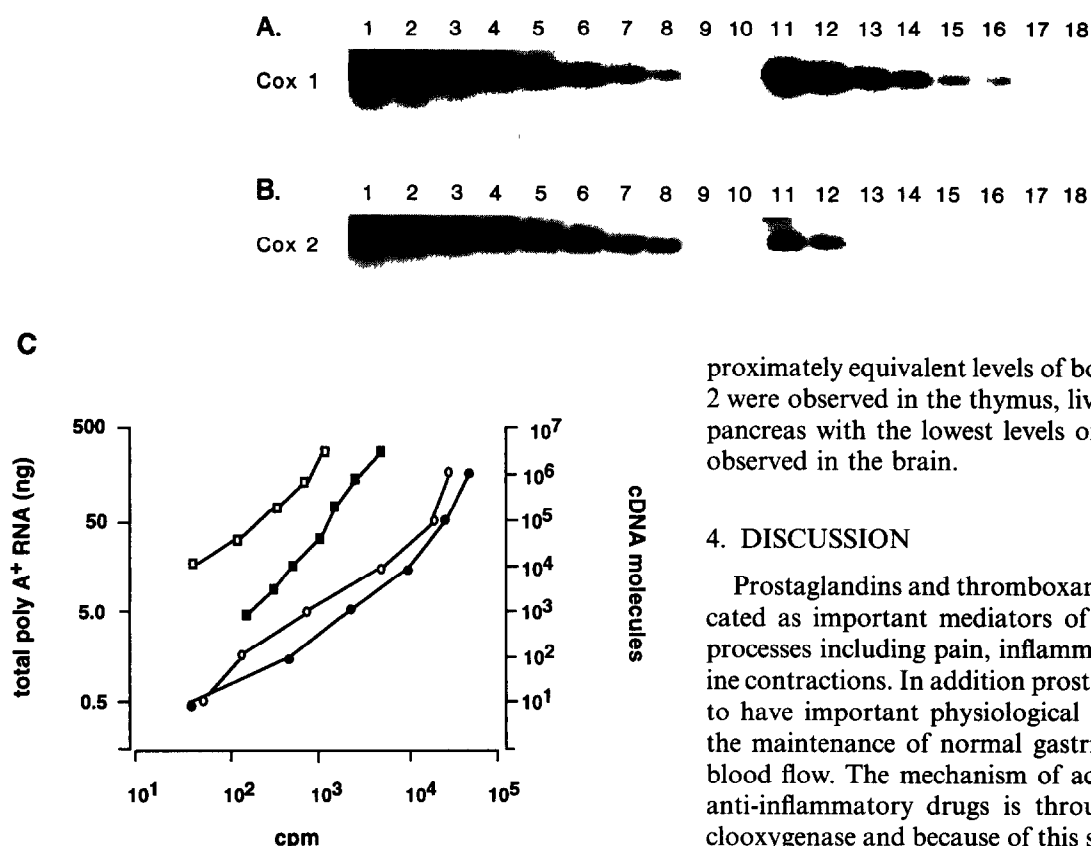 A. 1 2 3 4 5 6 7 8 9 10 11 12 13 14 15 16 17 18
Cox 1
B. 1 2 3 4 5 6 7 8 9 10 11 12 13 14 15 16 17 18
Cox 2
C
500
50
5.0
0.5
total poly A+ RNA (ng)
10^7
10^6
10^5
10^4
10^3
10^2
10^1
cDNA molecules
10^1 10^2 10^3 10^4 10^5
cpm
proximately equivalent levels of bo
2 were observed in the thymus, liv
pancreas with the lowest levels o
observed in the brain.
4. DISCUSSION
Prostaglandins and thromboxan
cated as important mediators of
processes including pain, inflamm
ine contractions. In addition prost
to have important physiological
the maintenance of normal gastri
blood flow. The mechanism of ac
anti-inflammatory drugs is throu
clooxygenase and because of this s